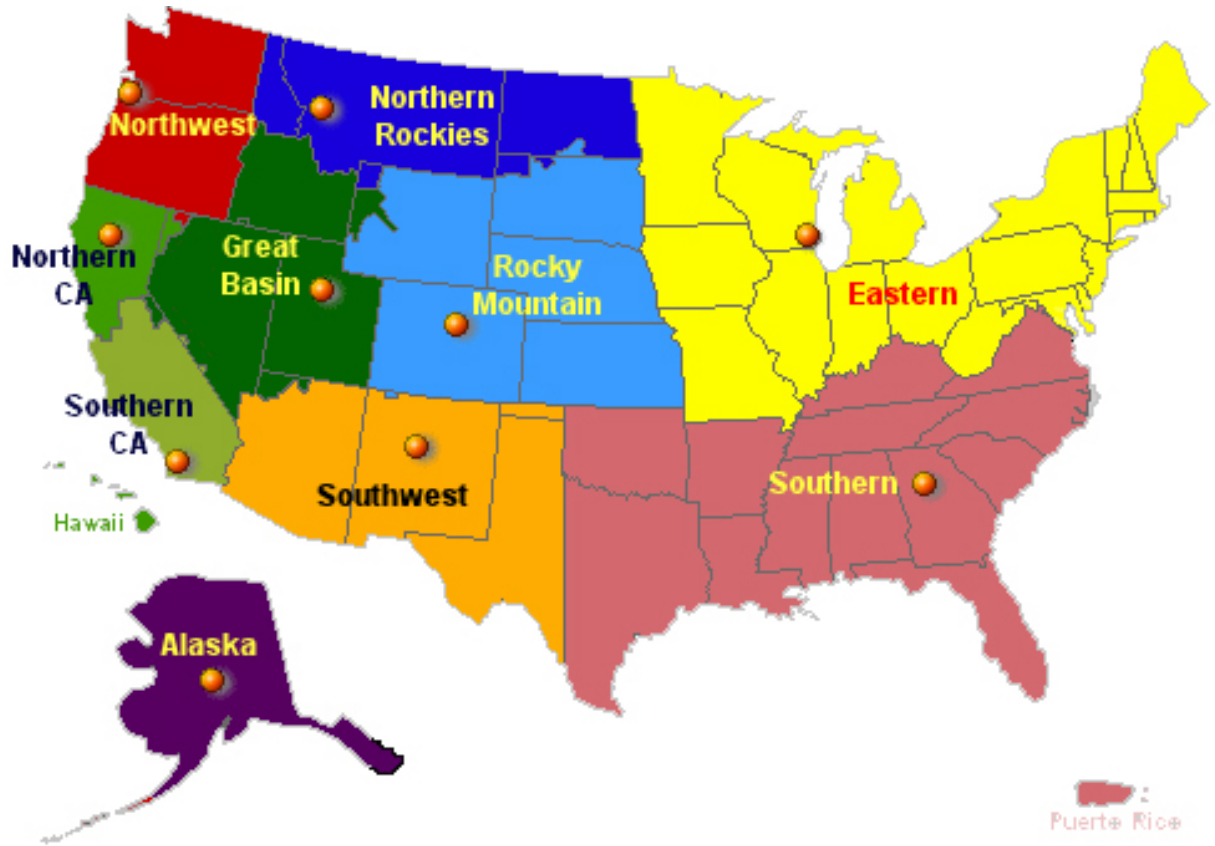 Northwest
Northern
Rockies
Northern
CA
Great
Basin
Rocky
Mountain
Eastern
Southern
CA
Southwest
Southern
Hawaii
Alaska
Puerto Rico